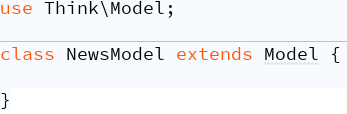 use Think\Model;
class NewsModel extends Model {
}